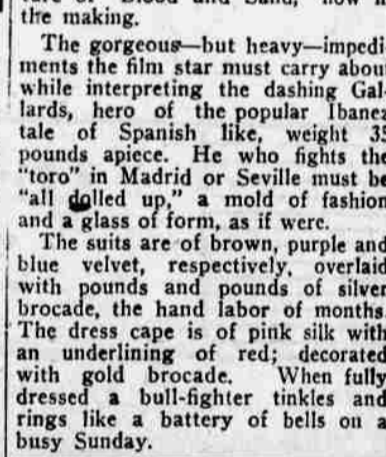 the making.
The gorgeous—but heavy—impedi
ments the film star must carry abou
while interpreting the dashing Gal-
lards, hero of the popular Ibanez
tale of Spanish like, weight 35
pounds apiece. He who fights the
"toro" in Madrid or Seville must be
"all dolled up," a mold of fashion
and a glass of form, as if were.
The suits are of brown, purple and
blue velvet, respectively, overlaid
with pounds and pounds of silver
brocade, the hand labor of months.
The dress cape is of pink silk with
an underlining of red; decorated
with gold brocade. When fully
dressed a bull-fighter tinkles and
rings like a battery of bells on a
busy Sunday.